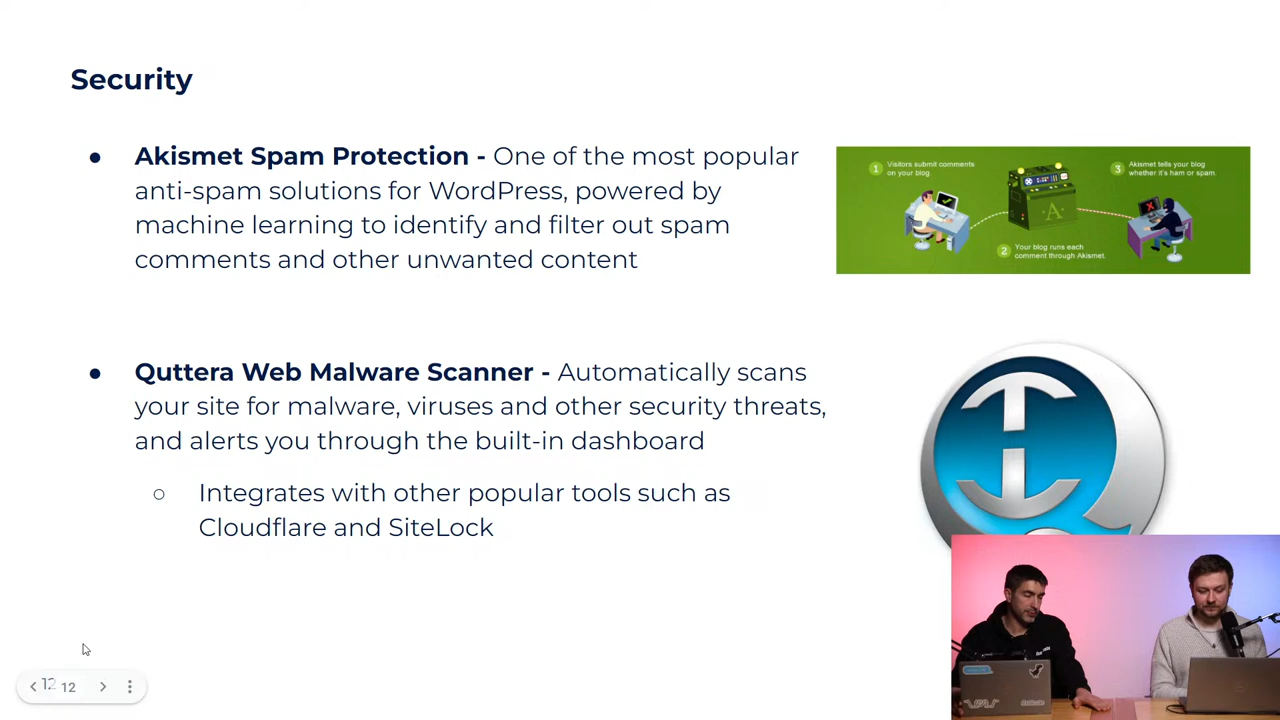 Security
● Akismet Spam Protection - One of the most popular
anti-spam solutions for WordPress, powered by
machine learning to identify and filter out spam
comments and other unwanted content
1 Visitors submit comments
on your blog
2 Your blog runs each
comment through Akismet.
3 Akismet tells your blog
whether it's ham or spam.
A
● Quttera Web Malware Scanner - Automatically scans
your site for malware, viruses and other security threats,
and alerts you through the built-in dashboard
○ Integrates with other popular tools such as
Cloudflare and SiteLock
12 12